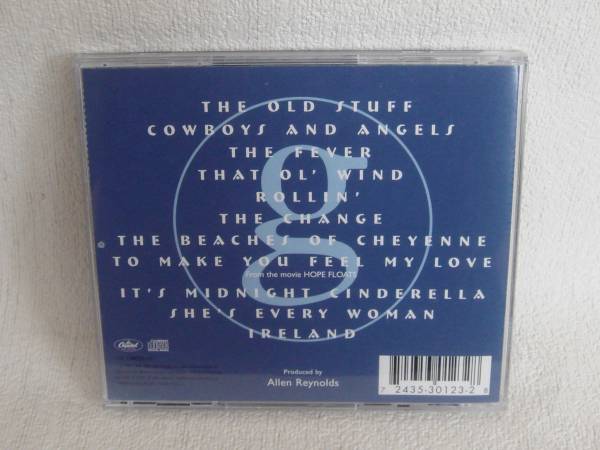 THE OLD STUFF
COWBOYS AND ANGELS
THE FEVER
THAT OL' WIND
ROLLIN'
THE CHANGE
THE BEACHES OF CHEYENNE
TO MAKE YOU FEEL MY LOVE
From the movie HOPE FLOATS
IT'S MIDNIGHT CINDERELLA
SHE'S EVERY WOMAN
IRELAND
g
Capitol
Produced by
Allen Reynolds
7 2435-30123-2 8